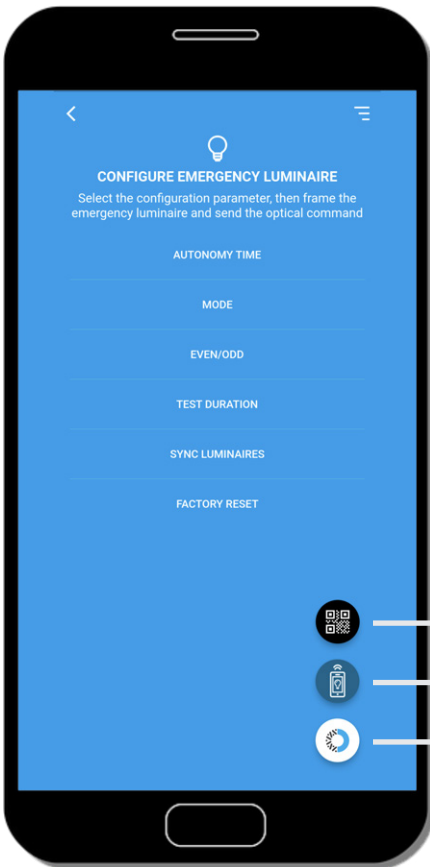 CONFIGURE EMERGENCY LUMINAIRE
Select the configuration parameter, then frame the
emergency luminaire and send the optical command
AUTONOMY TIME
MODE
EVEN/ODD
TEST DURATION
SYNC LUMINAIRES
FACTORY RESET